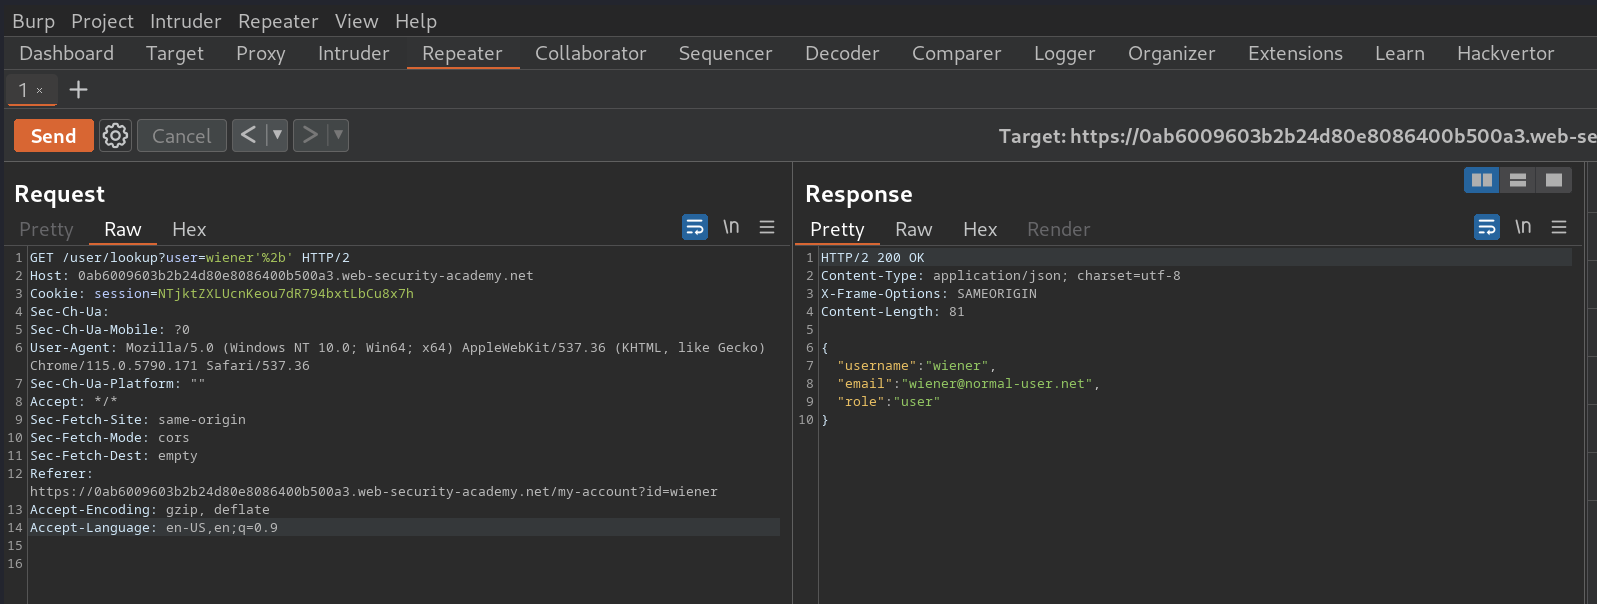 Burp Project Intruder Repeater View Help
Dashboard Target Proxy Intruder Repeater Collaborator Sequencer Decoder Comparer Logger Organizer Extensions Learn Hackvertor
1 × +
Send Cancel < > Target: https://0ab6009603b2b24d80e8086400b500a3.web-se
Request
Pretty Raw Hex \n
1 GET /user/lookup?user=wiener'%2b' HTTP/2
2 Host: 0ab6009603b2b24d80e8086400b500a3.web-security-academy.net
3 Cookie: session=NTjktZXLUcnKeou7dR794bxtLbCu8x7h
4 Sec-Ch-Ua:
5 Sec-Ch-Ua-Mobile: ?0
6 User-Agent: Mozilla/5.0 (Windows NT 10.0; Win64; x64) AppleWebKit/537.36 (KHTML, like Gecko)
Chrome/115.0.5790.171 Safari/537.36
7 Sec-Ch-Ua-Platform: ""
8 Accept: */*
9 Sec-Fetch-Site: same-origin
10 Sec-Fetch-Mode: cors
11 Sec-Fetch-Dest: empty
12 Referer:
https://0ab6009603b2b24d80e8086400b500a3.web-security-academy.net/my-account?id=wiener
13 Accept-Encoding: gzip, deflate
14 Accept-Language: en-US,en;q=0.9
15
16
Response
Pretty Raw Hex Render \n
1 HTTP/2 200 OK
2 Content-Type: application/json; charset=utf-8
3 X-Frame-Options: SAMEORIGIN
4 Content-Length: 81
5
6 {
7 "username":"wiener",
8 "email":"wiener@normal-user.net",
9 "role":"user"
10 }